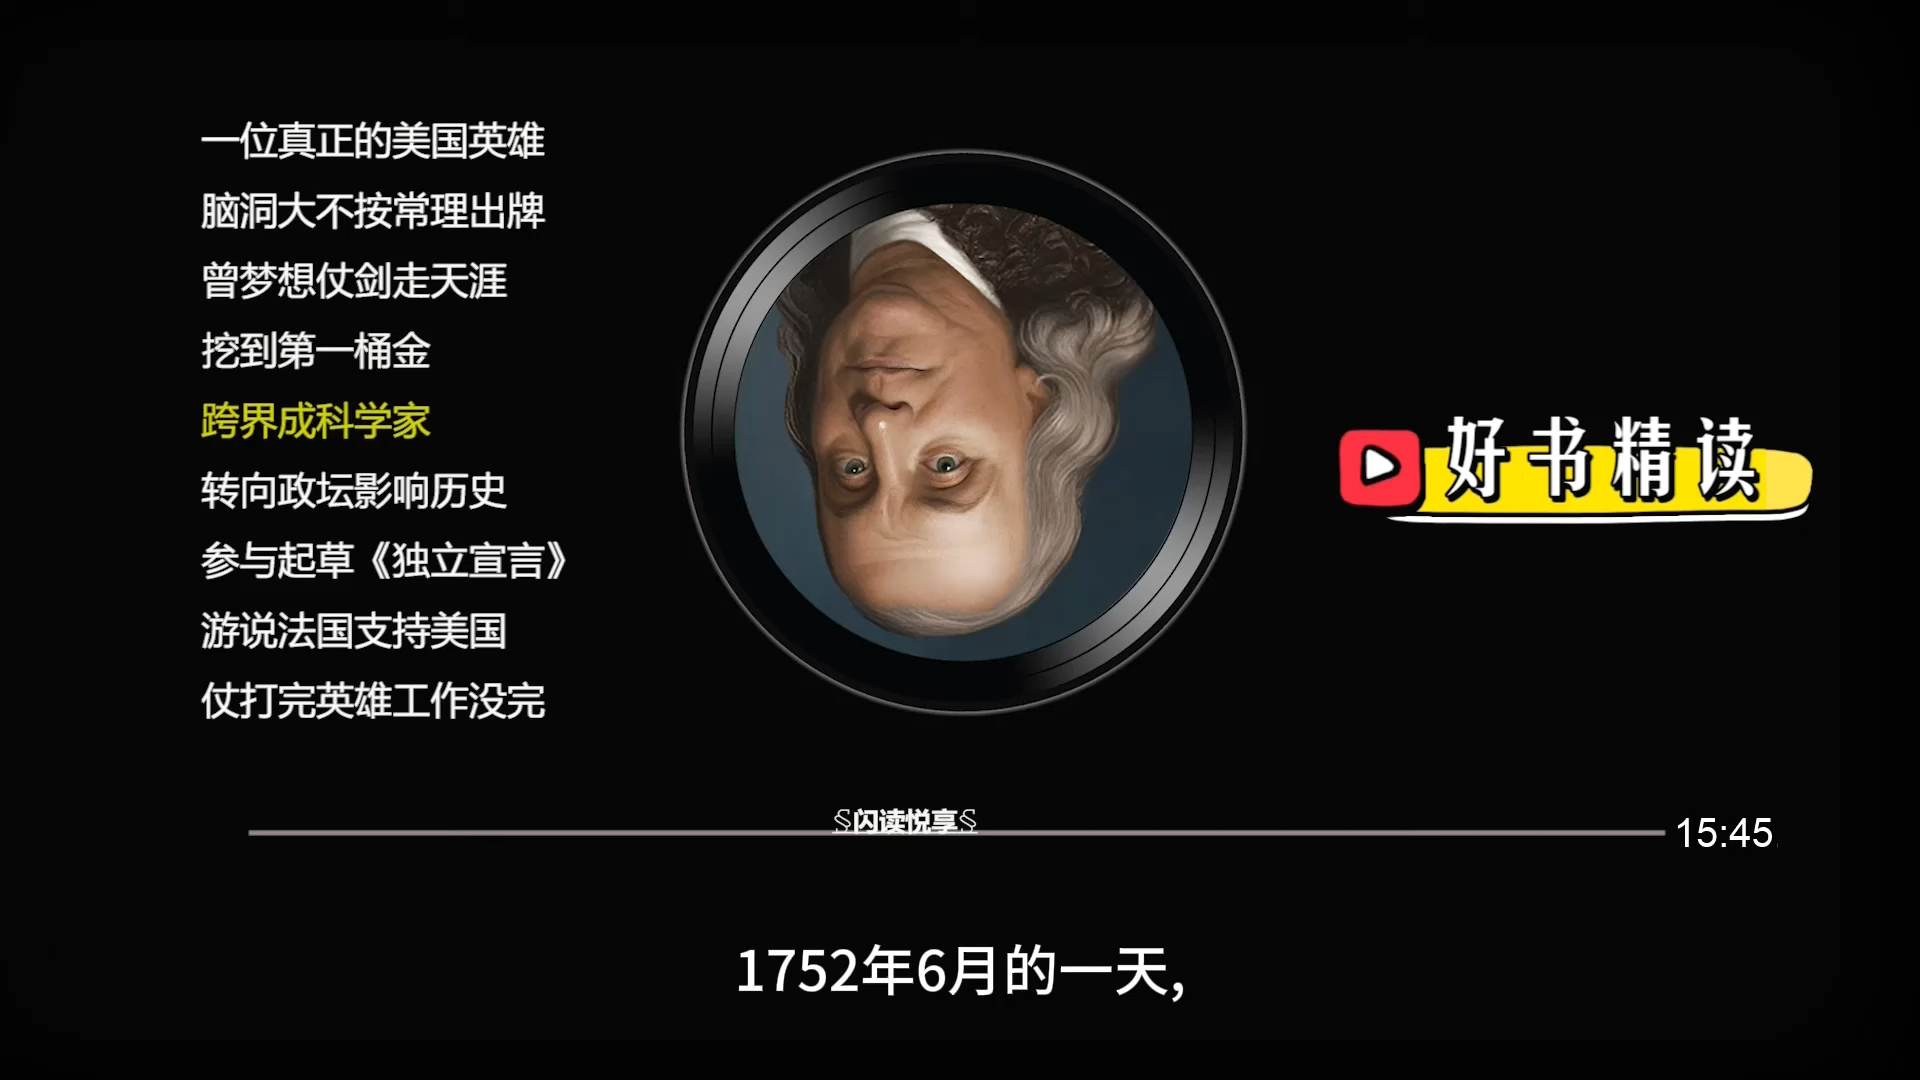 一位真正的美国英雄
脑洞大不按常理出牌
曾梦想仗剑走天涯
挖到第一桶金
跨界成科学家
转向政坛影响历史
参与起草《独立宣言》
游说法国支持美国
仗打完英雄工作没完
好书精读
§闪读悦享§
15:45
1752年6月的一天,